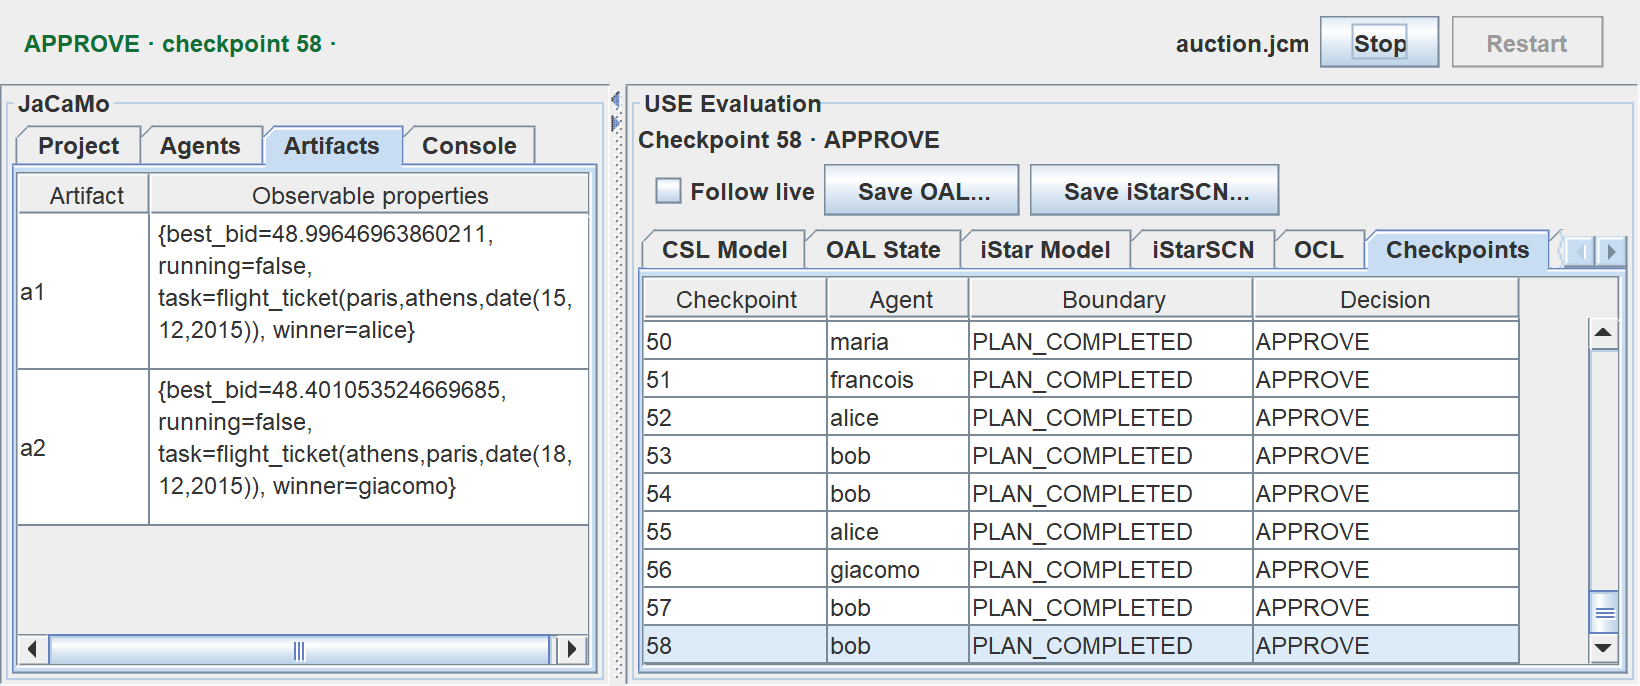 APPROVE · checkpoint 58 ·
auction.jcm Stop Restart
JaCaMo
Project Agents Artifacts Console
Artifact Observable properties
a1
{best_bid=48.99646963860211,
running=false,
task=flight_ticket(paris,athens,date(15,
12,2015)), winner=alice}
a2
{best_bid=48.401053524669685,
running=false,
task=flight_ticket(athens,paris,date(18,
12,2015)), winner=giacomo}
USE Evaluation
Checkpoint 58 · APPROVE
Follow live Save OAL... Save iStarSCN...
CSL Model OAL State iStar Model iStarSCN OCL Checkpoints
Checkpoint Agent Boundary Decision
50 maria PLAN_COMPLETED APPROVE
51 francois PLAN_COMPLETED APPROVE
52 alice PLAN_COMPLETED APPROVE
53 bob PLAN_COMPLETED APPROVE
54 bob PLAN_COMPLETED APPROVE
55 alice PLAN_COMPLETED APPROVE
56 giacomo PLAN_COMPLETED APPROVE
57 bob PLAN_COMPLETED APPROVE
58 bob PLAN_COMPLETED APPROVE